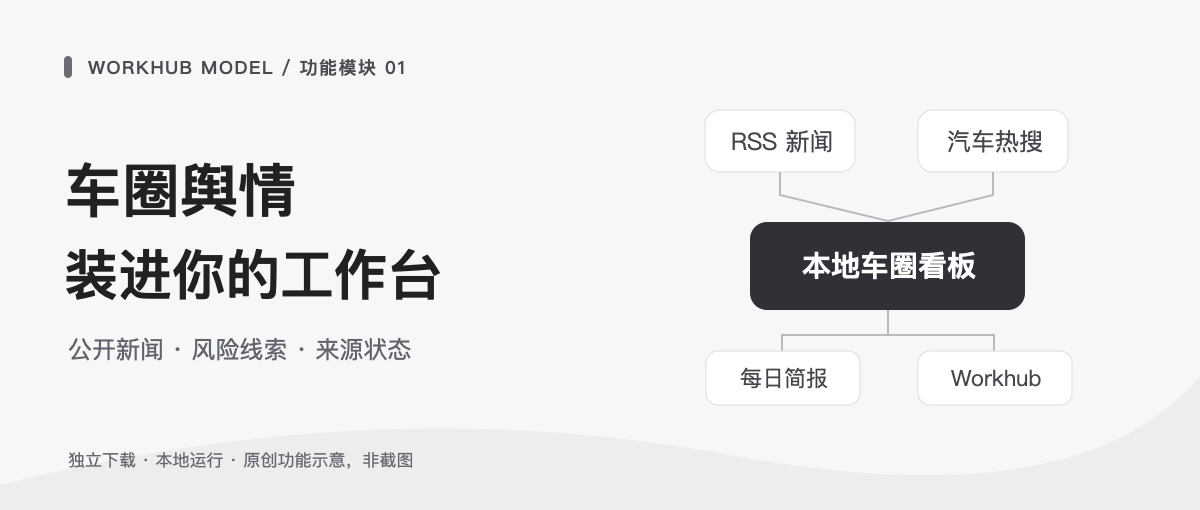 WORKHUB MODEL / 功能模块 01
车圈舆情
装进你的工作台
公开新闻 · 风险线索 · 来源状态
独立下载 · 本地运行 · 原创功能示意，非截图
RSS 新闻
汽车热搜
本地车圈看板
每日简报
Workhub